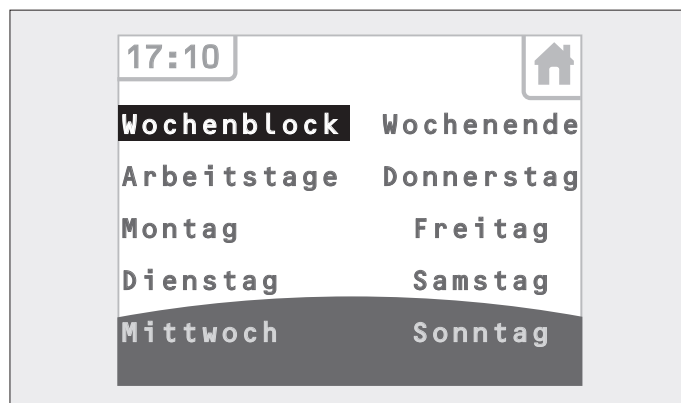 17:10
Wochenblock Wochenende
Arbeitstage Donnerstag
Montag Freitag
Dienstag Samstag
Mittwoch Sonntag